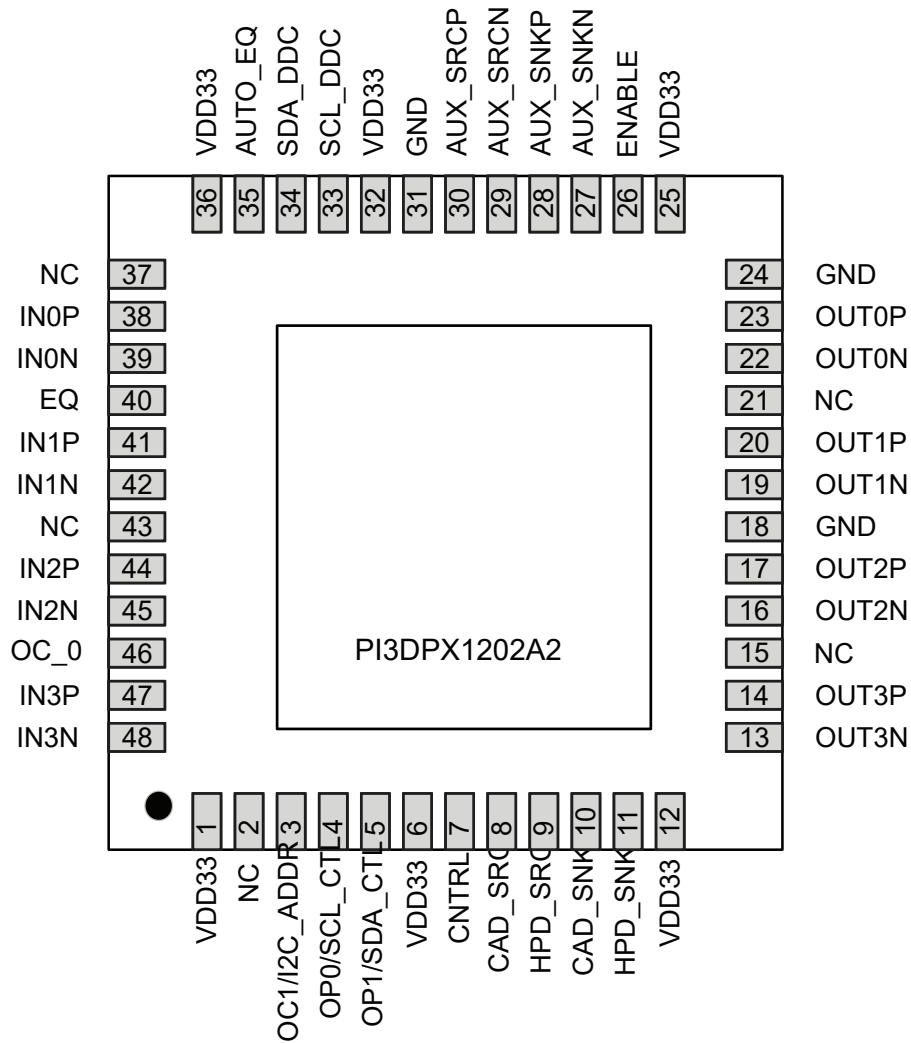 VDD33
AUTO_EQ
SDA_DDC
SCL_DDC
VDD33
GND
AUX_SRCP
AUX_SRCN
AUX_SNKP
AUX_SNKN
ENABLE
VDD33
36
35
34
33
32
31
30
29
28
27
26
25
NC 37
IN0P 38
IN0N 39
EQ 40
IN1P 41
IN1N 42
NC 43
IN2P 44
IN2N 45
OC_0 46
IN3P 47
IN3N 48
24 GND
23 OUT0P
22 OUT0N
21 NC
20 OUT1P
19 OUT1N
18 GND
17 OUT2P
16 OUT2N
15 NC
14 OUT3P
13 OUT3N
PI3DPX1202A2
1
2
3
4
5
6
7
8
9
10
11
12
VDD33
NC
OC1/I2C_ADDR
OP0/SCL_CTL
OP1/SDA_CTL
VDD33
CNTRL
CAD_SRC
HPD_SRC
CAD_SNK
HPD_SNK
VDD33